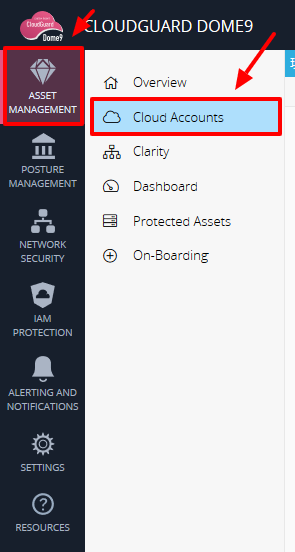 CloudGuard
Dome9
CLOUDGUARD DOME9
ASSET
MANAGEMENT
POSTURE
MANAGEMENT
NETWORK
SECURITY
IAM
PROTECTION
ALERTING AND
NOTIFICATIONS
SETTINGS
RESOURCES
Overview
Cloud Accounts
Clarity
Dashboard
Protected Assets
On-Boarding